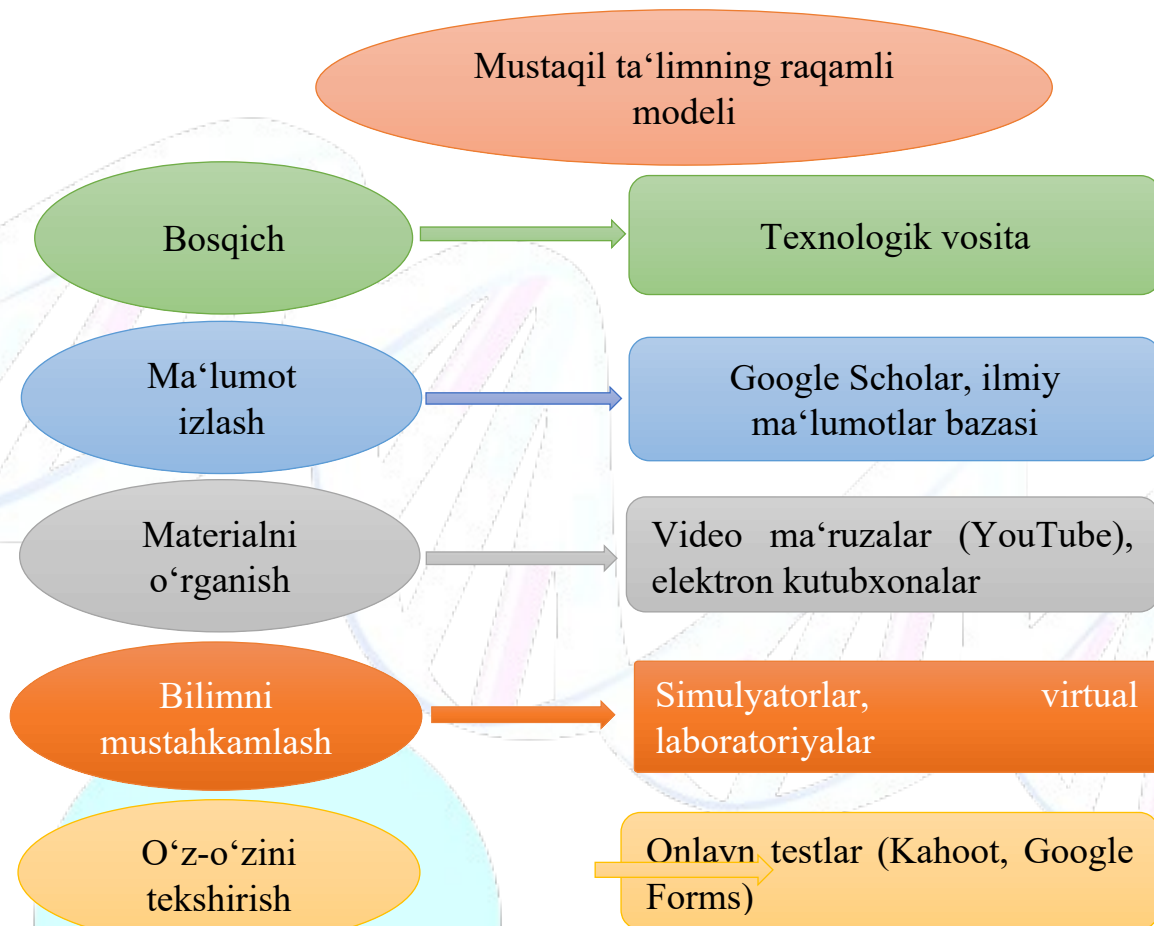 Mustaqil ta‘limning raqamli
modeli
Bosqich
Texnologik vosita
Ma‘lumot
izlash
Google Scholar, ilmiy
ma‘lumotlar bazasi
Materialni
o‘rganish
Video ma‘ruzalar (YouTube),
elektron kutubxonalar
Bilimni
mustahkamlash
Simulyatorlar, virtual
laboratoriyalar
O‘z-o‘zini
tekshirish
Onlayn testlar (Kahoot, Google
Forms)